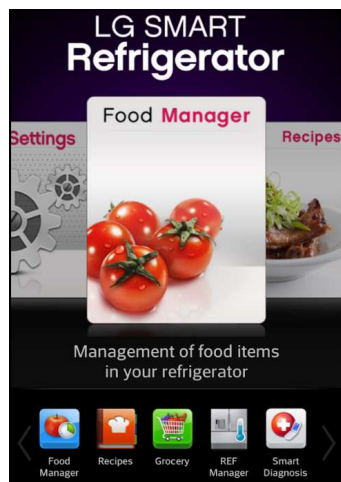 LG SMART
Refrigerator
Settings
Food Manager
Recipes
Management of food items
in your refrigerator
Food
Manager
Recipes
Grocery
REF
Manager
Smart
Diagnosis